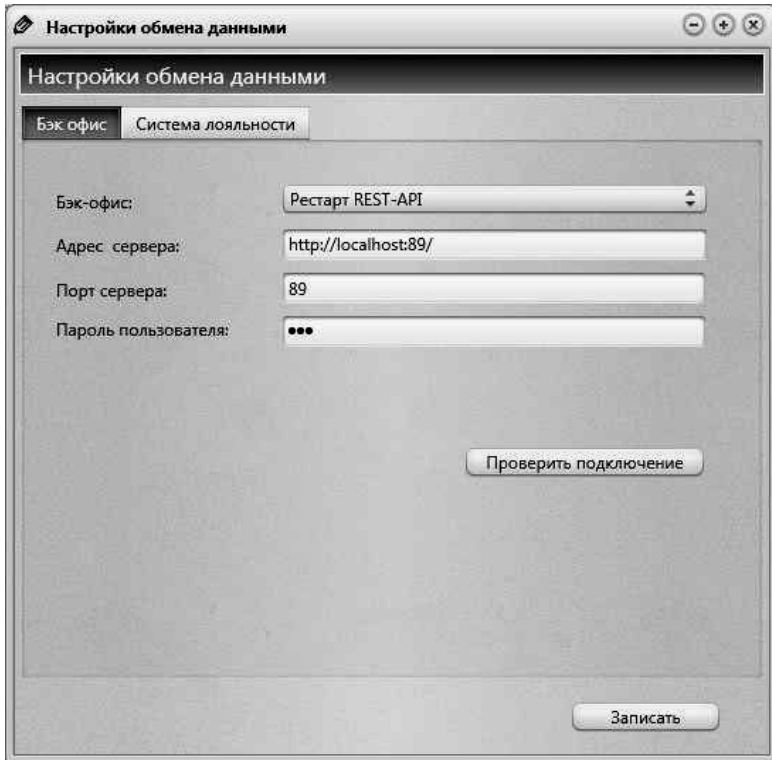 Настройки обмена данными
Настройки обмена данными
Бэк офис Система лояльности
Бэк-офис: Рестарт REST-API
Адрес сервера: http://localhost:89/
Порт сервера: 89
Пароль пользователя: •••
Проверить подключение
Записать